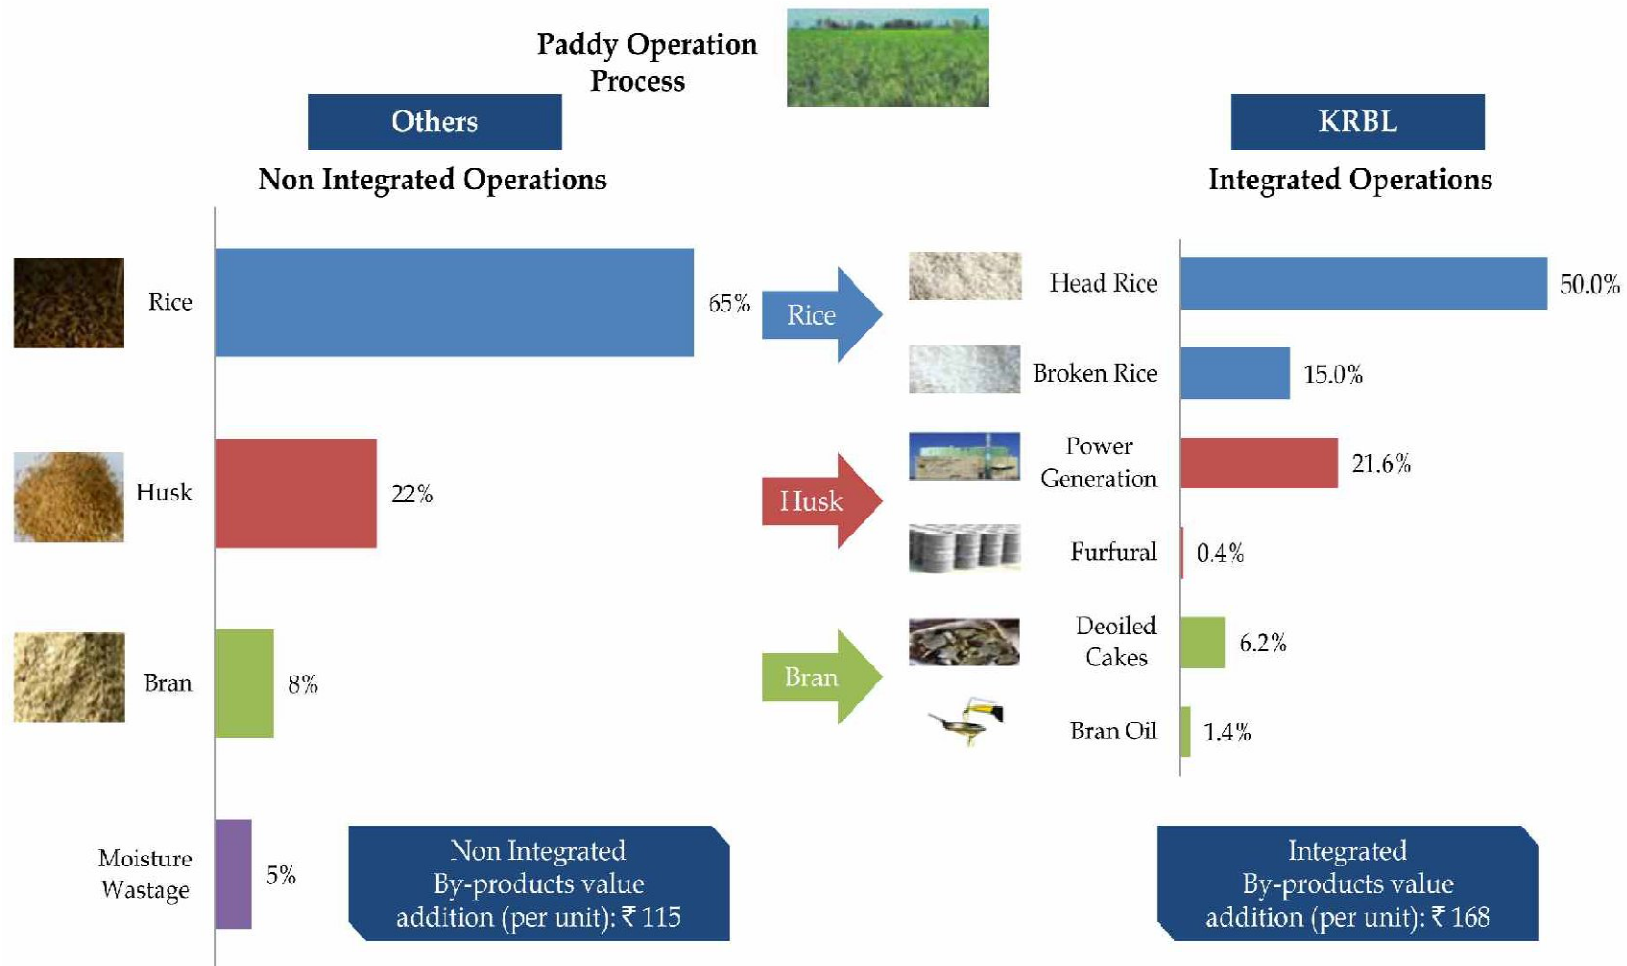 Paddy Operation
Process
Others
Non Integrated Operations
Rice
65%
Husk
22%
Bran
8%
Moisture
Wastage
5%
Non Integrated
By-products value
addition (per unit): ₹ 115
Rice
Husk
Bran
KRBL
Integrated Operations
Head Rice
50.0%
Broken Rice
15.0%
Power
Generation
21.6%
Furfural
0.4%
Deoiled
Cakes
6.2%
Bran Oil
1.4%
Integrated
By-products value
addition (per unit): ₹ 168